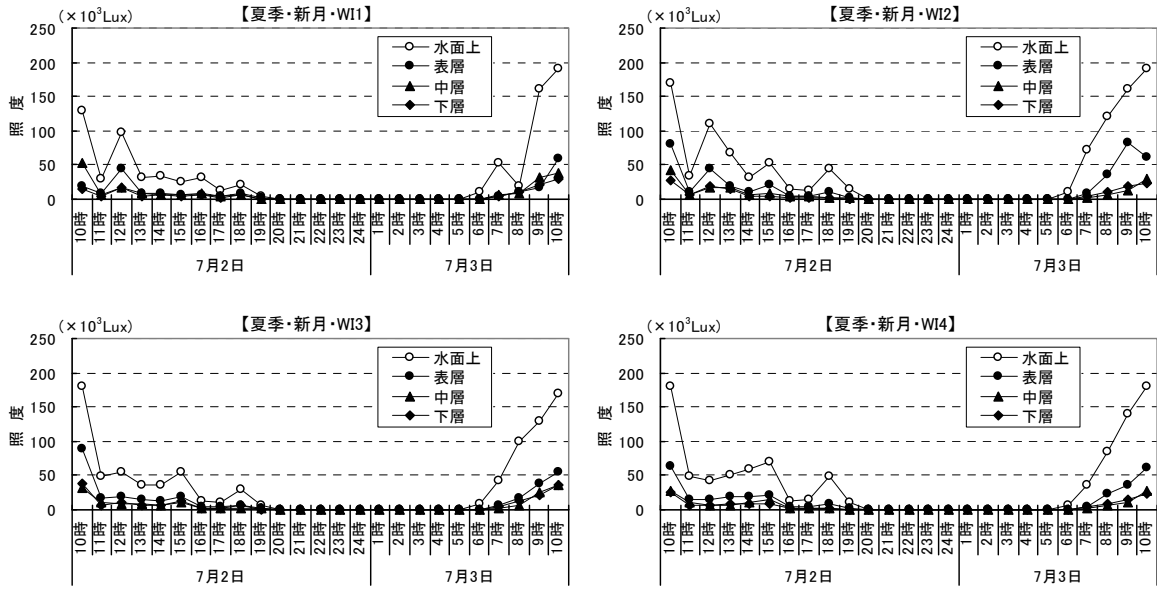 (×10³Lux) 【夏季・新月・WI1】
250
200
150
100
50
0
照度
水面上
表層
中層
下層
10時 11時 12時 13時 14時 15時 16時 17時 18時 19時 20時 21時 22時 23時 24時 1時 2時 3時 4時 5時 6時 7時 8時 9時 10時
7月2日 7月3日
(×10³Lux) 【夏季・新月・WI2】
250
200
150
100
50
0
照度
水面上
表層
中層
下層
10時 11時 12時 13時 14時 15時 16時 17時 18時 19時 20時 21時 22時 23時 24時 1時 2時 3時 4時 5時 6時 7時 8時 9時 10時
7月2日 7月3日
(×10³Lux) 【夏季・新月・WI3】
250
200
150
100
50
0
照度
水面上
表層
中層
下層
10時 11時 12時 13時 14時 15時 16時 17時 18時 19時 20時 21時 22時 23時 24時 1時 2時 3時 4時 5時 6時 7時 8時 9時 10時
7月2日 7月3日
(×10³Lux) 【夏季・新月・WI4】
250
200
150
100
50
0
照度
水面上
表層
中層
下層
10時 11時 12時 13時 14時 15時 16時 17時 18時 19時 20時 21時 22時 23時 24時 1時 2時 3時 4時 5時 6時 7時 8時 9時 10時
7月2日 7月3日